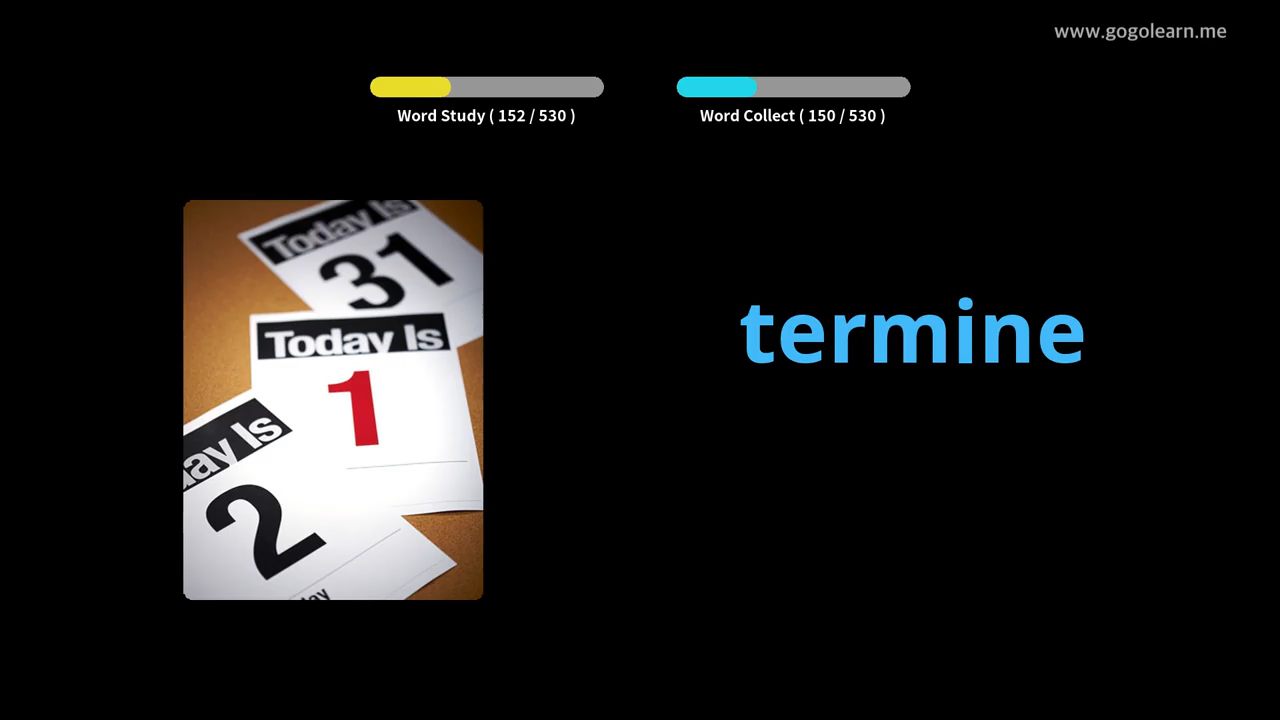 www.gogolearn.me
Word Study ( 152 / 530 )
Word Collect ( 150 / 530 )
Today Is
31
Today Is
1
termine
ay Is
2